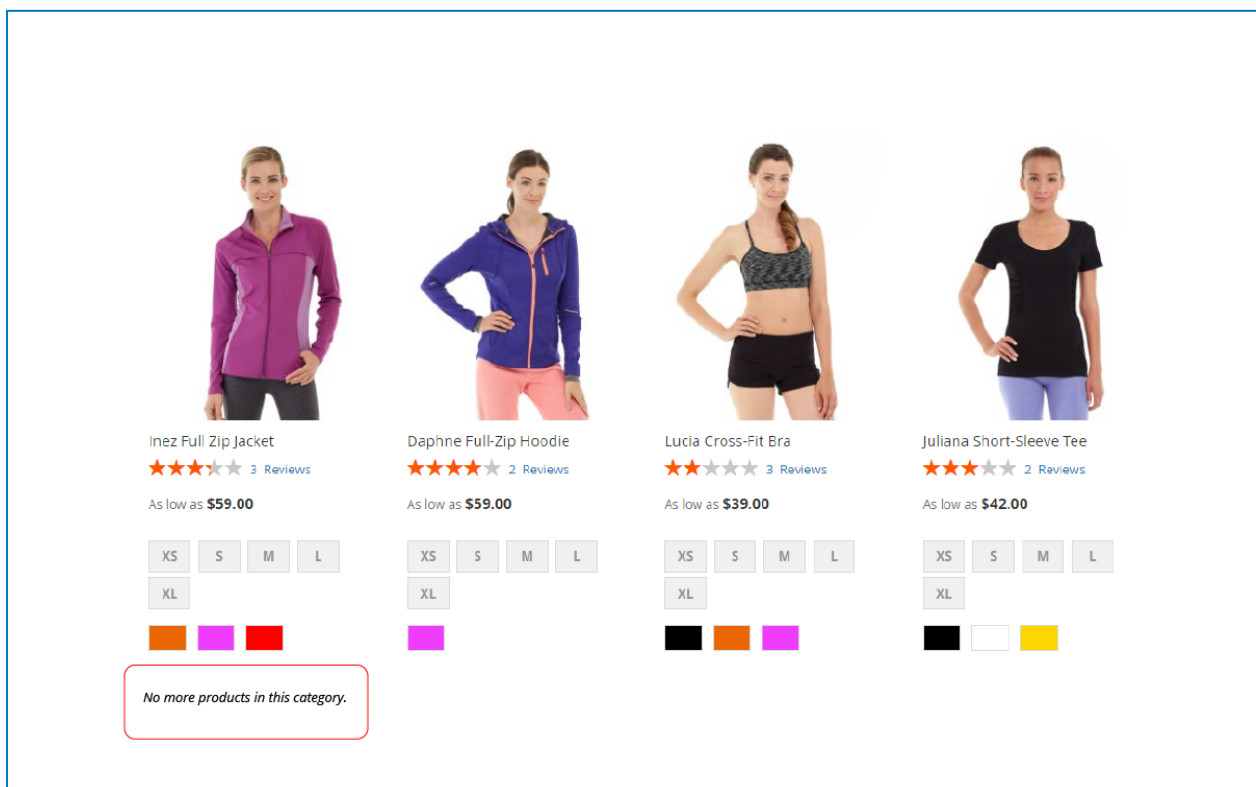 Inez Full Zip Jacket
3 Reviews
As low as $59.00
XS S M L
XL
Daphne Full-Zip Hoodie
2 Reviews
As low as $59.00
XS S M L
XL
Lucia Cross-Fit Bra
3 Reviews
As low as $39.00
XS S M L
XL
Juliana Short-Sleeve Tee
2 Reviews
As low as $42.00
XS S M L
XL
No more products in this category.